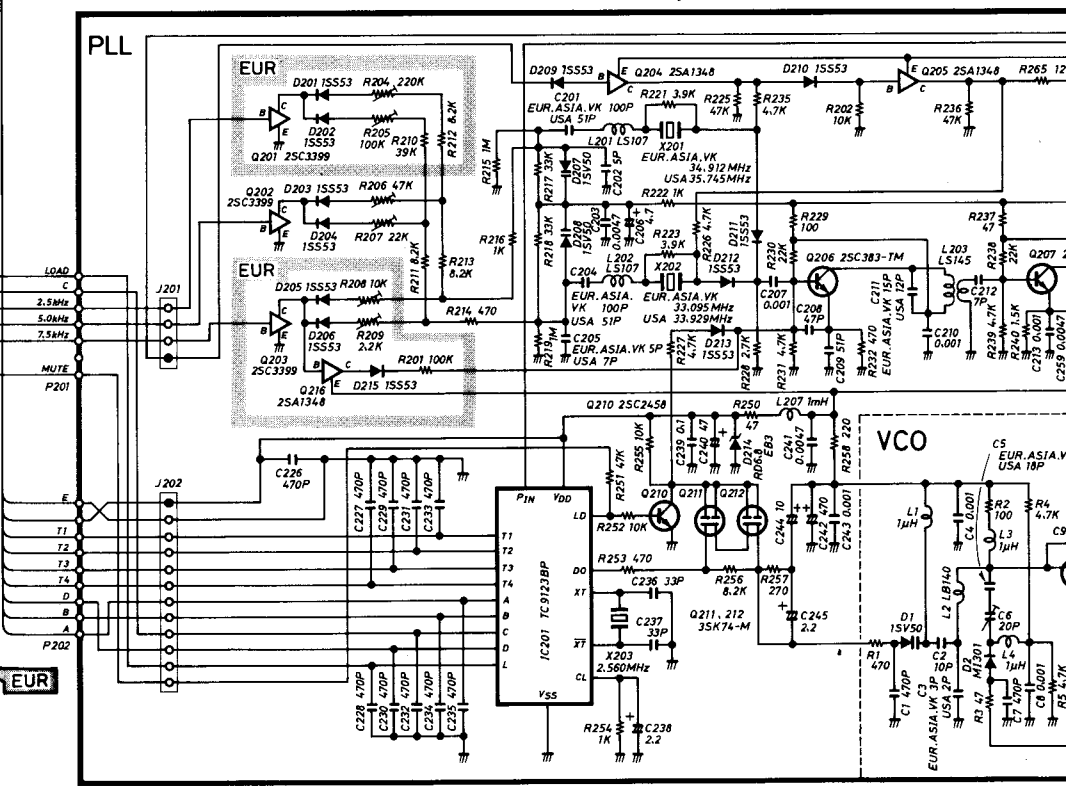 PLL
EUR
D201 1SS53
R204 220K
D202
1SS53
R205
100K
R210
39K
R212 8.2K
Q201 2SC3399
B
C
E
Q202
2SC3399
D203 1SS53
R206 47K
D204
1SS53
R207 22K
R211 8.2K
R213
8.2K
B
C
E
EUR
D205 1SS53
R208 10K
D206
1SS53
R209
2.2K
R214 470
B
C
E
Q203
2SC3399
R201 100K
D215 1SS53
Q216
2SA1348
B
C
E
LOAD
C
2.5kHz
5.0kHz
7.5kHz
MUTE
P201
J201
E
T1
T2
T3
T4
D
B
A
P202
J202
EUR
D209 1SS53
Q204 2SA1348
B
E
C
D210 1SS53
Q205 2SA1348
B
E
C
R265 12
C201
EUR.ASIA.VK 100P
USA 51P
R221 3.9K
R225
47K
R235
4.7K
R202
10K
R236
47K
L201 LS107
X201
EUR.ASIA.VK
34.912MHz
USA 35.745MHz
R215 1M
R217 33K
D207
1SV50
C202 5P
R222 1K
R216
1K
R218 33K
D208
1SV50
C203
0.0047
C206
4.7
R223
3.9K
R226 4.7K
D211
1SS53
R229
100
R237
47
L202
LS107
X202
D212
1SS53
R230
22K
Q206 2SC383-TM
L203
LS145
R238
22K
Q207 2
C204
EUR.ASIA.
VK 100P
USA 51P
EUR.ASIA.VK
33.095MHz
USA 33.929MHz
C207
0.001
C208
47P
C211
EUR.ASIA.VK 15P
USA 12P
C212
7P
R219
1M
C205
EUR.ASIA.VK 5P
USA 7P
R227
4.7K
D213
1SS53
R228 2.7K
R231 4.7K
C209 51P
R232 470
C210
0.001
R239 4.7K
R240 1.5K
C213 0.001
C259 0.0047
Q210 2SC2458
R250
47
L207 1mH
R255 10K
C239 0.1
C240 47
D214
RD6.8 EB3
C241
0.0047
R258 220
C226
470P
R251 47K
C227 470P
C229 470P
C231 470P
C233 470P
PIN
VDD
LD
R252 10K
Q210
Q211
Q212
C244 10
C242 470
C243 0.001
T1
T2
T3
T4
A
B
C
D
L
IC201 TC9123BP
DO
R253 470
R256
8.2K
R257
270
XT
C236 33P
XT
C237
33P
X203
2.560MHz
Q211, 212
3SK74-M
C245
2.2
CL
VSS
R254
1K
C238
2.2
C228 470P
C230 470P
C232 470P
C234 470P
C235 470P
VCO
C5
EUR.ASIA.V
USA 18P
L1
1μH
C4 0.001
R2
100
L3
1μH
R4
4.7K
C9
L2 LB140
C6
20P
R1
470
D1
1SV50
C2
10P
D2
MI301
L4
1μH
C1 470P
C3
EUR.ASIA.VK 3P
USA 2P
R3 47
C7 470P
C8 0.001
R5 4.7K